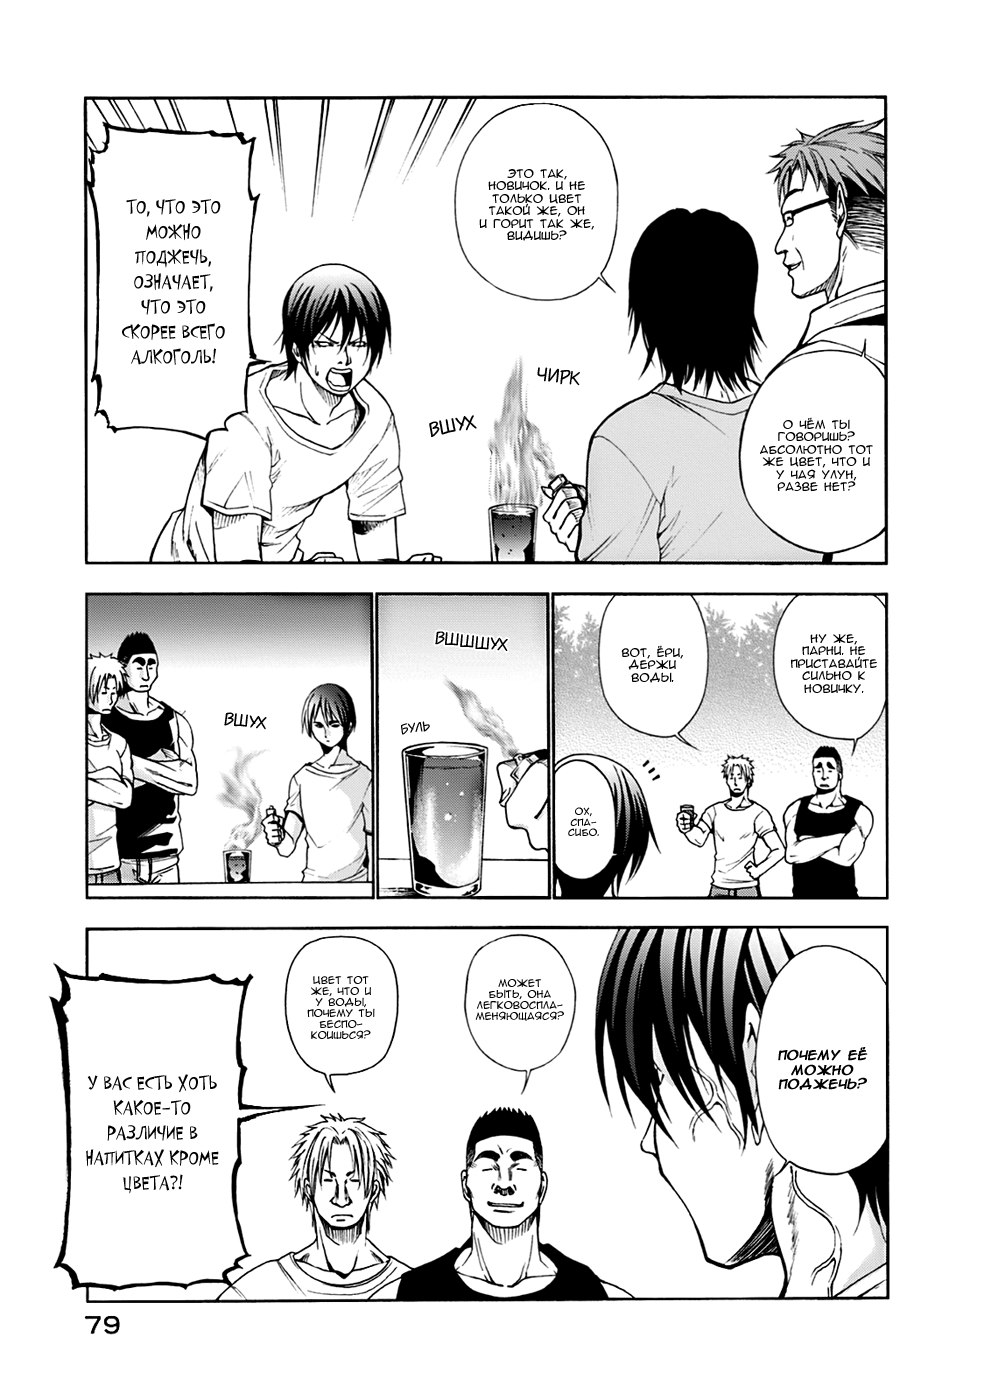 О ЧЁМ ТЫ
ГОВОРИШЬ?
АБСОЛЮТНО ТОТ
ЖЕ ЦВЕТ, ЧТО И
У ЧАЯ УЛУН,
РАЗВЕ НЕТ?
ЭТО ТАК,
НОВИЧОК. И НЕ
ТОЛЬКО ЦВЕТ
ТАКОЙ ЖЕ, ОН
И ГОРИТ ТАК ЖЕ,
ВИДИШЬ?
ЧИРК
ВШУХ
ТО, ЧТО ЭТО
МОЖНО
ПОДЖЕЧЬ,
ОЗНАЧАЕТ,
ЧТО ЭТО
СКОРЕЕ ВСЕГО
АЛКОГОЛЬ!
НУ ЖЕ,
ПАРНИ. НЕ
ПРИСТАВАЙТЕ
СИЛЬНО К
НОВИЧКУ.
ВОТ, ЁРИ,
ДЕРЖИ
ВОДЫ.
ОХ,
СПА-
СИБО.
ВШШШУХ
БУЛЬ
ВШУХ
ПОЧЕМУ ЕЁ
МОЖНО
ПОДЖЕЧЬ?
МОЖЕТ
БЫТЬ, ОНА
ЛЕГКОВОСПЛА-
МЕНЯЮЩАЯСЯ?
ЦВЕТ ТОТ
ЖЕ, ЧТО И
У ВОДЫ,
ПОЧЕМУ ТЫ
БЕСПО-
КОИШЬСЯ?
У ВАС ЕСТЬ ХОТЬ
КАКОЕ-ТО
РАЗЛИЧИЕ В
НАПИТКАХ КРОМЕ
ЦВЕТА?!
79